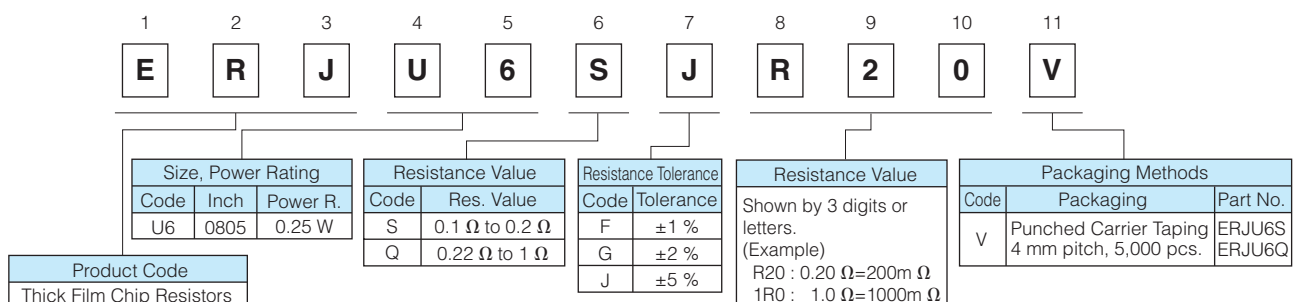 1 2 3 4 5 6 7 8 9 10 11
E R J U 6 S J R 2 0 V
Size, Power Rating
Code Inch Power R.
U6 0805 0.25 W
Resistance Value
Code Res. Value
S 0.1 Ω to 0.2 Ω
Q 0.22 Ω to 1 Ω
Resistance Tolerance
Code Tolerance
F ±1 %
G ±2 %
J ±5 %
Resistance Value
Shown by 3 digits or
letters.
(Example)
R20 : 0.20 Ω=200m Ω
1R0 : 1.0 Ω=1000m Ω
Packaging Methods
Code Packaging Part No.
V Punched Carrier Taping ERJU6S
4 mm pitch, 5,000 pcs. ERJU6Q
Product Code
Thick Film Chip Resistors